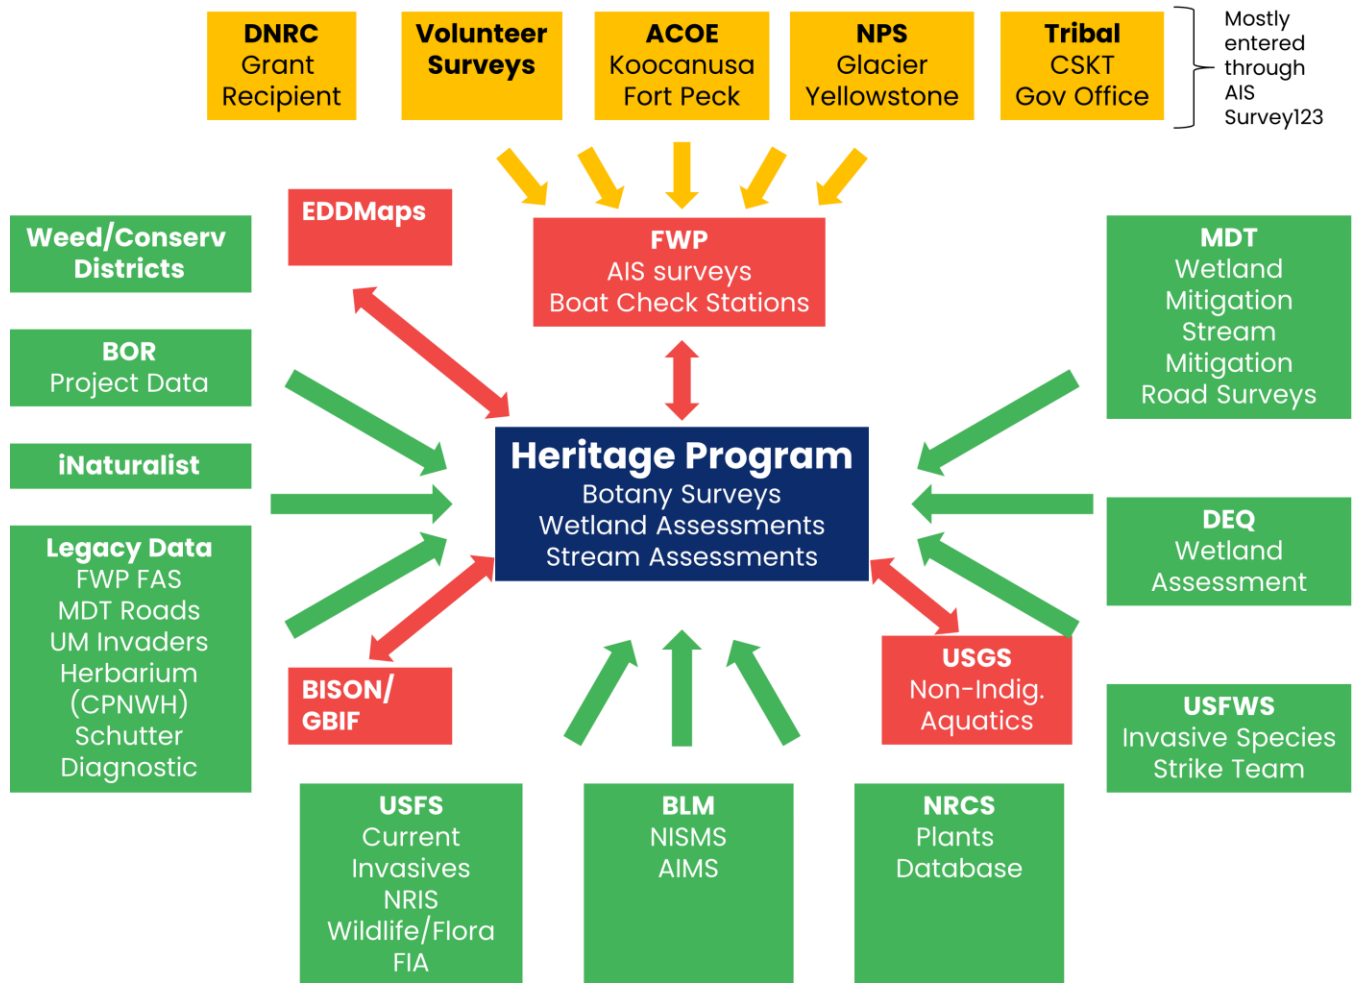 DNRC
Grant
Recipient
Volunteer
Surveys
ACOE
Koocanusa
Fort Peck
NPS
Glacier
Yellowstone
Tribal
CSKT
Gov Office
Mostly
entered
through
AIS
Survey123
EDDMaps
FWP
AIS surveys
Boat Check Stations
Weed/Conserv
Districts
BOR
Project Data
iNaturalist
Legacy Data
FWP FAS
MDT Roads
UM Invaders
Herbarium
(CPNWH)
Schutter
Diagnostic
Heritage Program
Botany Surveys
Wetland Assessments
Stream Assessments
MDT
Wetland
Mitigation
Stream
Mitigation
Road Surveys
DEQ
Wetland
Assessment
USFWS
Invasive Species
Strike Team
BISON/
GBIF
USGS
Non-Indig.
Aquatics
USFS
Current
Invasives
NRIS
Wildlife/Flora
FIA
BLM
NISMS
AIMS
NRCS
Plants
Database